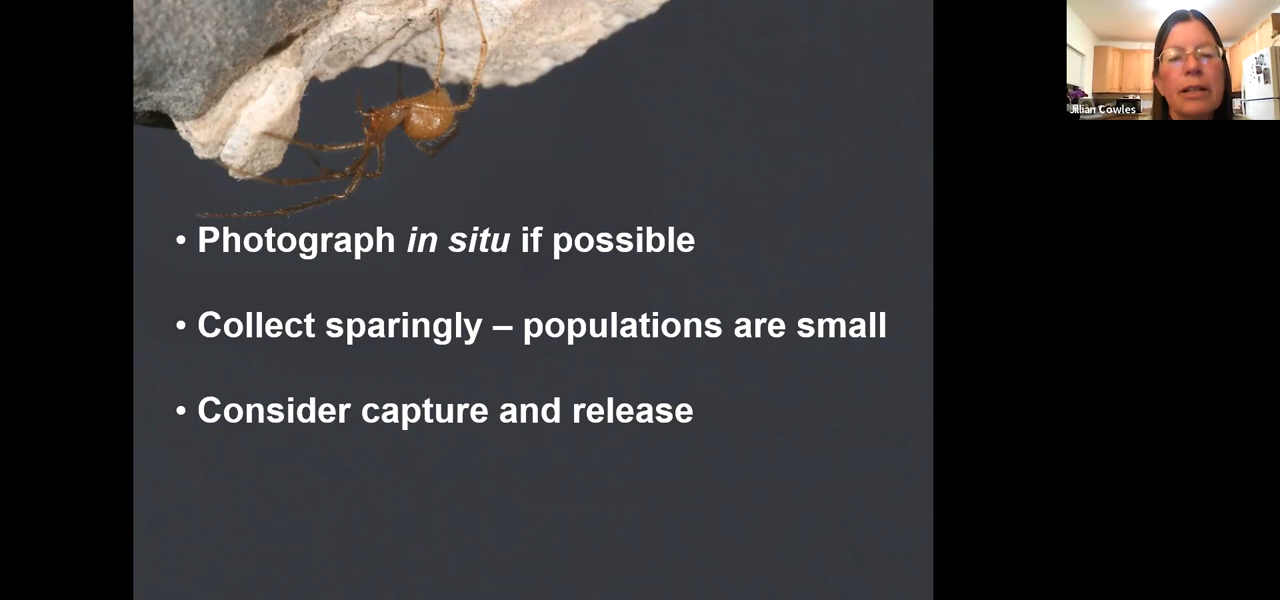 Jillian Cowles
• Photograph in situ if possible
• Collect sparingly – populations are small
• Consider capture and release